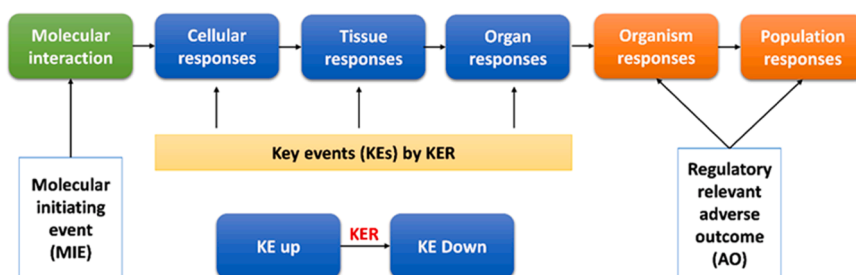 Molecular
interaction
Cellular
responses
Tissue
responses
Organ
responses
Organism
responses
Population
responses
Key events (KEs) by KER
Molecular
initiating
event
(MIE)
Regulatory
relevant
adverse
outcome
(AO)
KE up
KER
KE Down